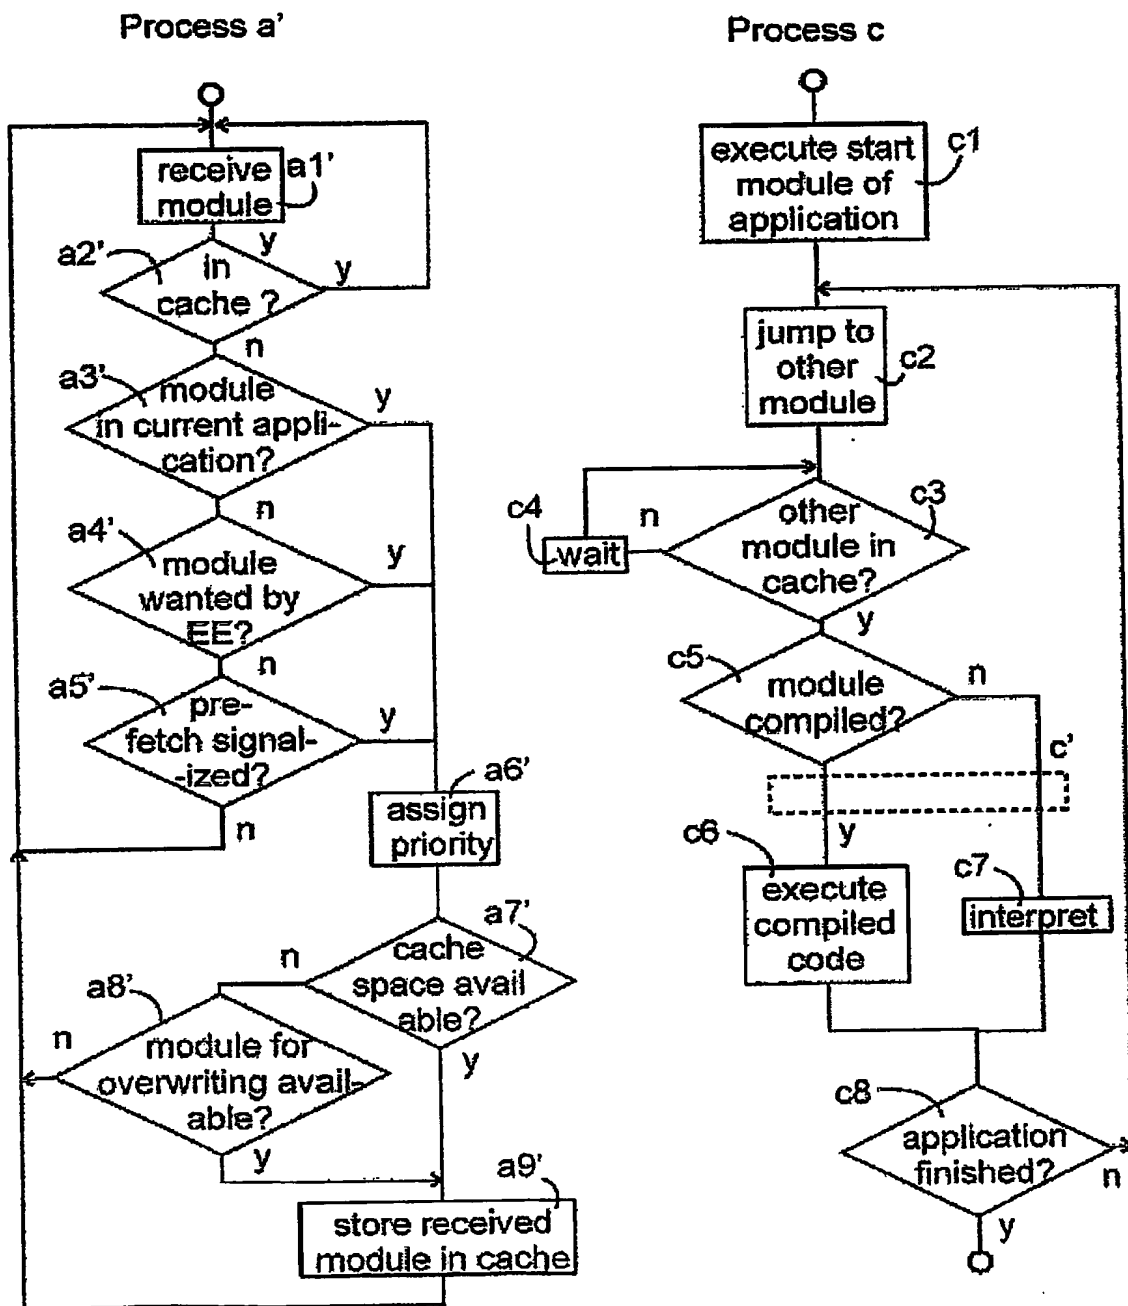 Process a'
receive
module
a1'
y
a2'
in
cache ?
y
n
a3'
module
in current appli-
cation?
y
n
a4'
module
wanted by
EE?
y
n
a5'
pre-
fetch signal-
-ized?
y
n
a6'
assign
priority
a7'
cache
space avail
able?
n
y
a8'
module for
overwriting avail-
able?
n
y
a9'
store received
module in cache
Process c
execute start
module of
application
c1
jump to
other
module
c2
c3
other
module in
cache?
n
c4
wait
y
c5
module
compiled?
n
c'
y
c6
execute
compiled
code
c7
interpret
c8
application
finished?
n
y